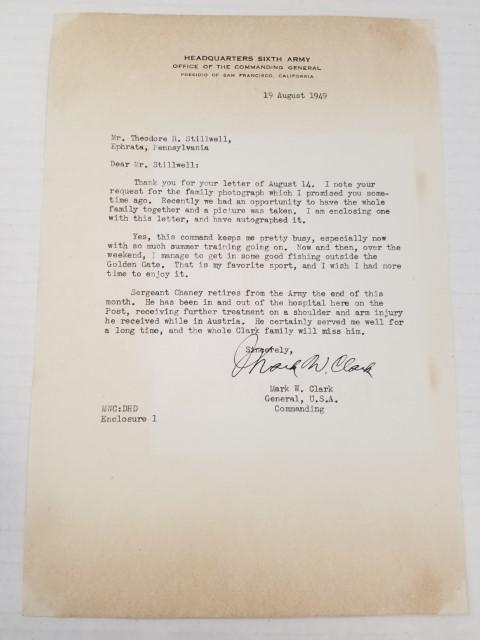 HEADQUARTERS SIXTH ARMY
OFFICE OF THE COMMANDING GENERAL
PRESIDIO OF SAN FRANCISCO, CALIFORNIA
19 August 1949
Mr. Theodore R. Stillwell,
Ephrata, Pennsylvania
Dear Mr. Stillwell:
Thank you for your letter of August 14. I note your
request for the family photograph which I promised you some-
time ago. Recently we had an opportunity to have the whole
family together and a picture was taken. I am enclosing one
with this letter, and have autographed it.
Yes, this command keeps me pretty busy, especially now
with so much summer training going on. Now and then, over the
weekend, I manage to get in some good fishing outside the
Golden Gate. That is my favorite sport, and I wish I had more
time to enjoy it.
Sergeant Chaney retires from the Army the end of this
month. He has been in and out of the hospital here on the
Post, receiving further treatment on a shoulder and arm injury
he received while in Austria. He certainly served me well for
a long time, and the whole Clark family will miss him.
Sincerely,
Mark W. Clark
Mark W. Clark
General, U.S.A.
Commanding
MWC:DHD
Enclosure 1